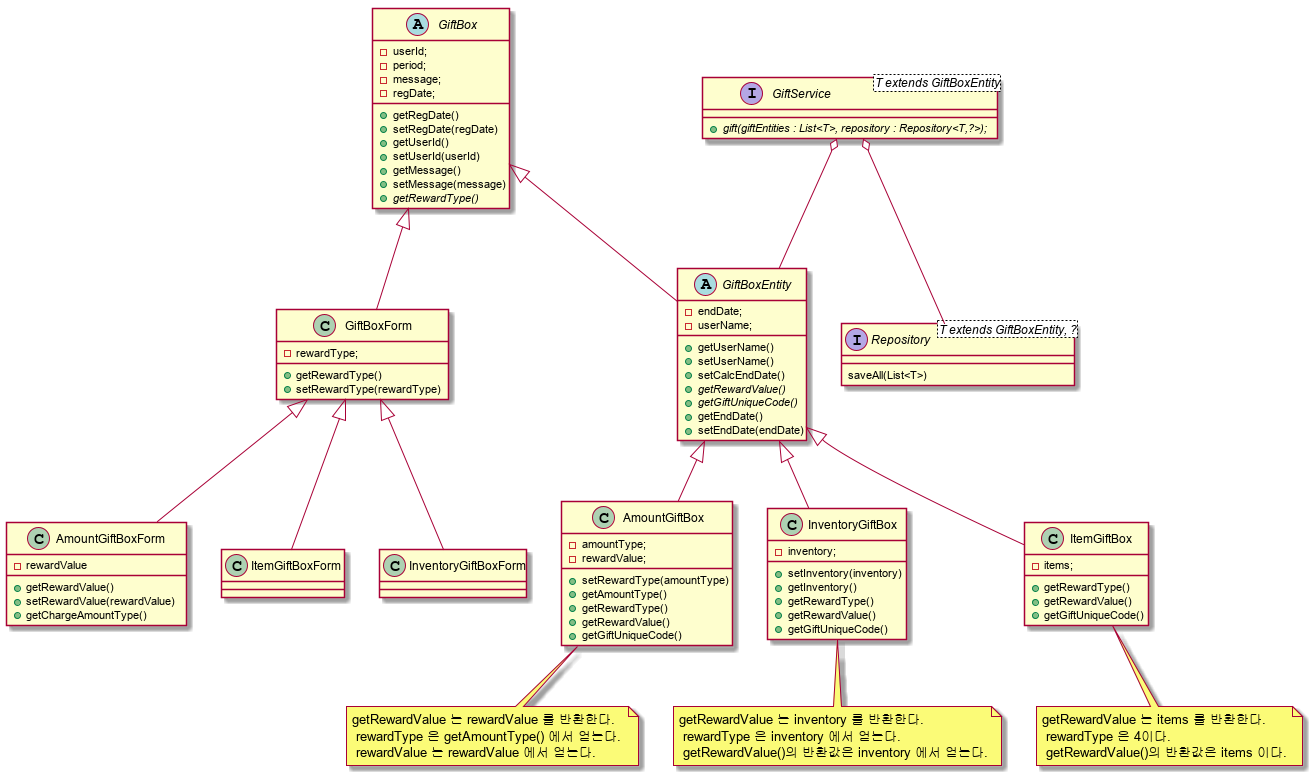 A GiftBox
userId;
period;
message;
regDate;
getRegDate()
setRegDate(regDate)
getUserId()
setUserId(userId)
getMessage()
setMessage(message)
getRewardType()
T extends GiftBoxEntity
I GiftService
gift(giftEntities : List<T>, repository : Repository<T,?>);
A GiftBoxEntity
endDate;
userName;
getUserName()
setUserName()
setCalcEndDate()
getRewardValue()
getGiftUniqueCode()
getEndDate()
setEndDate(endDate)
T extends GiftBoxEntity, ?
I Repository
saveAll(List<T>)
C GiftBoxForm
rewardType;
getRewardType()
setRewardType(rewardType)
C AmountGiftBoxForm
rewardValue
getRewardValue()
setRewardValue(rewardValue)
getChargeAmountType()
C ItemGiftBoxForm
C InventoryGiftBoxForm
C AmountGiftBox
amountType;
rewardValue;
setRewardType(amountType)
getAmountType()
getRewardType()
getRewardValue()
getGiftUniqueCode()
C InventoryGiftBox
inventory;
setInventory(inventory)
getInventory()
getRewardType()
getRewardValue()
getGiftUniqueCode()
C ItemGiftBox
items;
getRewardType()
getRewardValue()
getGiftUniqueCode()
getRewardValue 는 rewardValue 를 반환한다.
rewardType 은 getAmountType() 에서 얻는다.
rewardValue 는 rewardValue 에서 얻는다.
getRewardValue 는 inventory 를 반환한다.
rewardType 은 inventory 에서 얻는다.
getRewardValue()의 반환값은 inventory 에서 얻는다.
getRewardValue 는 items 를 반환한다.
rewardType 은 4이다.
getRewardValue()의 반환값은 items 이다.